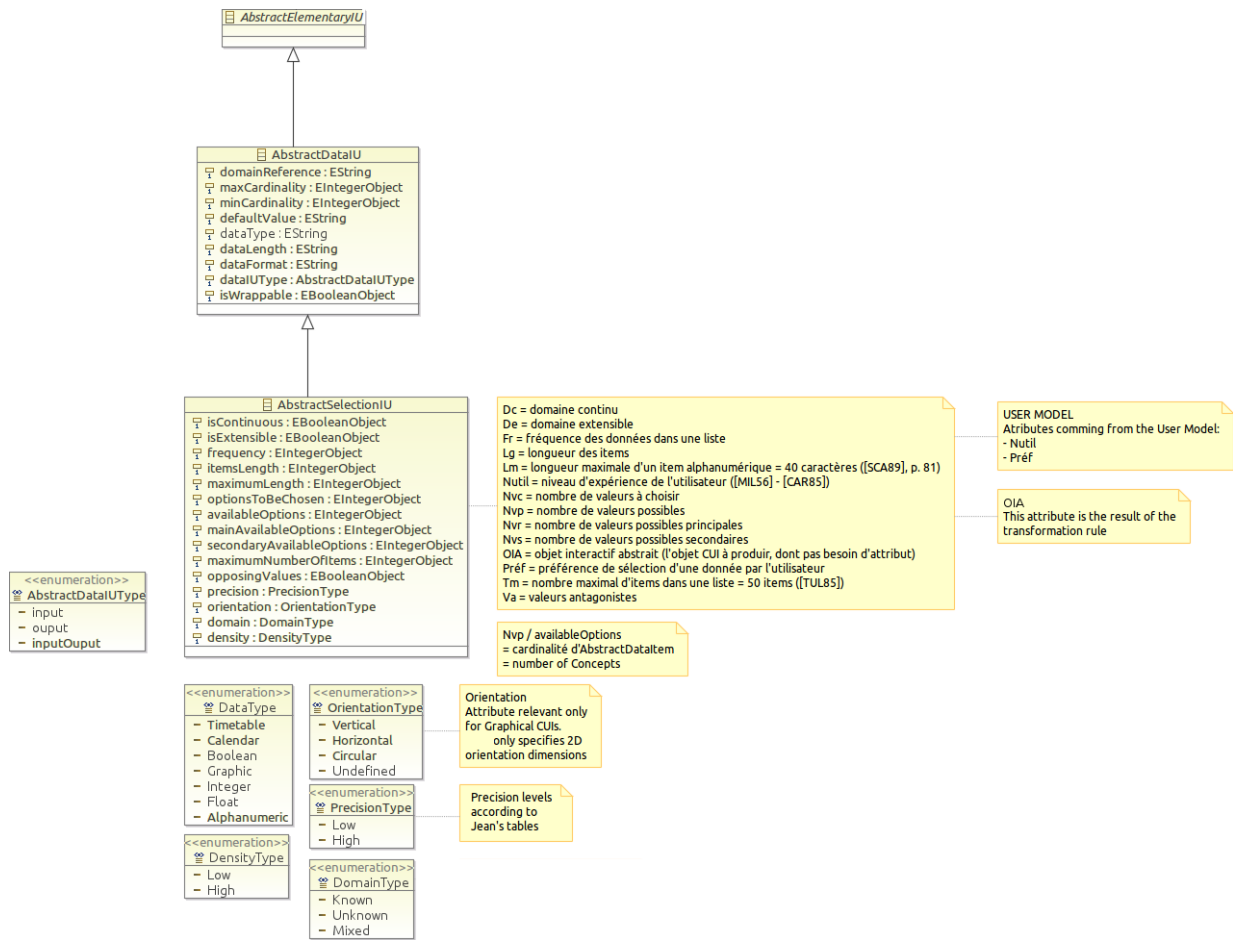 AbstractElementaryIU
AbstractDataIU
domainReference : EString
maxCardinality : EIntegerObject
minCardinality : EIntegerObject
defaultValue : EString
dataType : EString
dataLength : EString
dataFormat : EString
dataIUType : AbstractDataIUType
isWrappable : EBooleanObject
AbstractSelectionIU
isContinuous : EBooleanObject
isExtensible : EBooleanObject
frequency : EIntegerObject
itemsLength : EIntegerObject
maximumLength : EIntegerObject
optionsToBeChosen : EIntegerObject
availableOptions : EIntegerObject
mainAvailableOptions : EIntegerObject
secondaryAvailableOptions : EIntegerObject
maximumNumberOfItems : EIntegerObject
opposingValues : EBooleanObject
precision : PrecisionType
orientation : OrientationType
domain : DomainType
density : DensityType
Dc = domaine continu
De = domaine extensible
Fr = fréquence des données dans une liste
Lg = longueur des items
Lm = longueur maximale d'un item alphanumérique = 40 caractères ([SCA89], p. 81)
Nutil = niveau d'expérience de l'utilisateur ([MIL56] - [CAR85])
Nvc = nombre de valeurs à choisir
Nvp = nombre de valeurs possibles
Nvr = nombre de valeurs possibles principales
Nvs = nombre de valeurs possibles secondaires
OIA = objet interactif abstrait (l'objet CUI à produir, dont pas besoin d'attribut)
Préf = préférence de sélection d'une donnée par l'utilisateur
Tm = nombre maximal d'items dans une liste = 50 items ([TUL85])
Va = valeurs antagonistes
USER MODEL
Atributes comming from the User Model:
- Nutil
- Préf
OIA
This attribute is the result of the
transformation rule
<<enumeration>>
AbstractDataIUType
input
ouput
inputOuput
Nvp / availableOptions
= cardinalité d'AbstractDataItem
= number of Concepts
<<enumeration>>
DataType
Timetable
Calendar
Boolean
Graphic
Integer
Float
Alphanumeric
<<enumeration>>
OrientationType
Vertical
Horizontal
Circular
Undefined
Orientation
Attribute relevant only
for Graphical CUIs.
only specifies 2D
orientation dimensions
<<enumeration>>
PrecisionType
Low
High
Precision levels
according to
Jean's tables
<<enumeration>>
DensityType
Low
High
<<enumeration>>
DomainType
Known
Unknown
Mixed